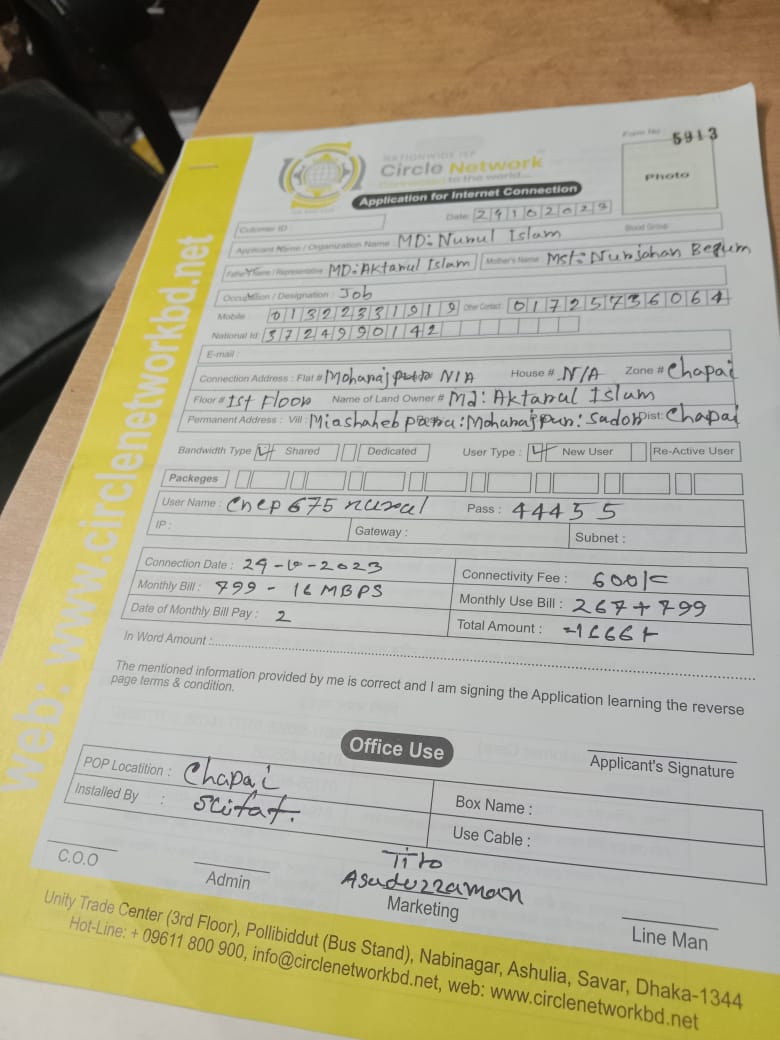 Form No 5913
NATIONWIDE ISP
Circle Network
to the world...
Application for Internet Connection
Photo
Customer ID
Date: 24102023
Applicant Name / Organization Name MD: Nurul Islam
Blood Group
Father's Name / Representative MD: Aktarul Islam Mother's Name Mst: Nurjahan Begum
Occupation / Designation : Job
Mobile : 01322331919 Other Contact 01725736064
National Id: 3724990142
E-mail :
Connection Address : Flat # Mohanajpur N/A House # N/A Zone # Chapai
Floor # 1st Floor Name of Land Owner # Md: Aktarul Islam
Permanent Address : Vill: Miashaheb para: Mohanajpur: Sador Dist: Chapai
Bandwidth Type Shared Dedicated User Type : New User Re-Active User
Packeges
User Name : cnep675 Pass : 44455
IP : Gateway : Subnet :
Connection Date : 24-10-2023 Connectivity Fee : 600/=
Monthly Bill : 799 - 16 MBPS Monthly Use Bill : 267+799
Date of Monthly Bill Pay : 2 Total Amount : =1666
In Word Amount :
The mentioned information provided by me is correct and I am signing the Application learning the reverse
page terms & condition.
Applicant's Signature
Office Use
POP Locatition : Chapai Box Name :
Installed By : Use Cable :
C.O.O
Admin
Asaduzzaman
Marketing
Line Man
Unity Trade Center (3rd Floor), Pollibiddut (Bus Stand), Nabinagar, Ashulia, Savar, Dhaka-1344
Hot-Line: + 09611 800 900, info@circlenetworkbd.net, web: www.circlenetworkbd.net
web: www.circlenetworkbd.net